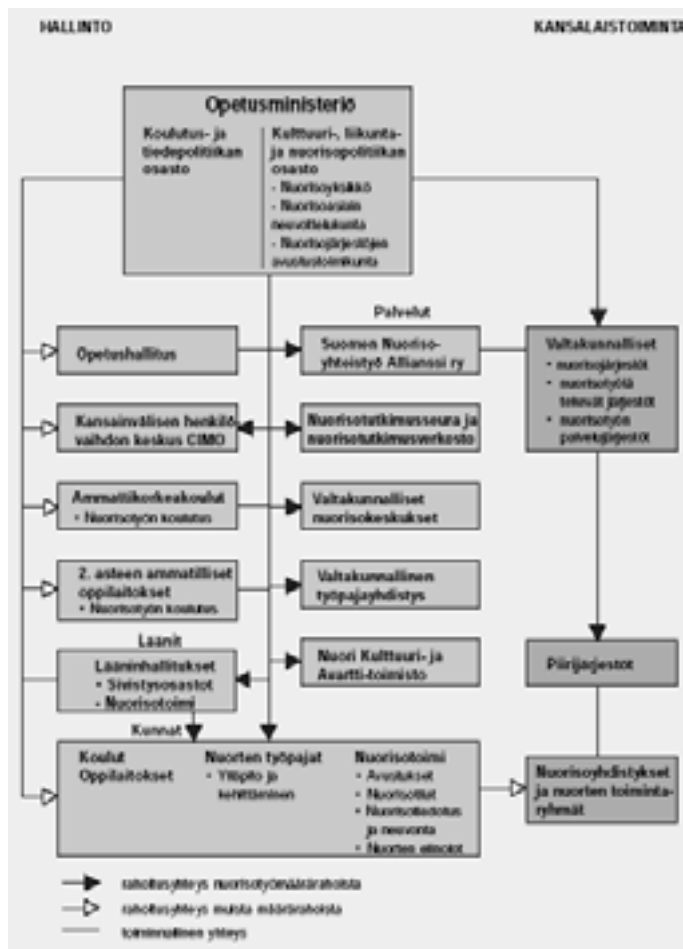 HALLINTO
KANSALAISTOIMINTA
Opetusministeriö
Koulutus- ja
tiedepolitiikan
osasto
Kulttuuri-, liikunta-
ja nuorisopolitiikan
osasto
- Nuorisoyksikkö
- Nuorisoasiain
neuvottelukunta
- Nuorisojärjestöjen
avustustoimikunta
Palvelut
Opetushallitus
Suomen Nuoriso-
yhteistyö Allianssi ry
Valtakunnalliset
• nuorisojärjestöt
• nuorisotyötä
tekevät järjestöt
• nuorisotyön
palvelujärjestöt
Kansainvälisen henkilö
vaihdon keskus CIMO
Nuorisotutkimusseura ja
nuorisotutkimusverkosto
Ammattikorkeakoulut
• Nuorisotyön koulutus
Valtakunnalliset
nuorisokeskukset
2. asteen ammatilliset
oppilaitokset
• Nuorisotyön koulutus
Valtakunnallinen
työpajayhdistys
Läänit
Lääninhallitukset
• Sivistysosastot
- Nuorisotoimi
Nuori Kulttuuri- ja
Avartti-toimisto
Piirijärjestöt
Kunnat
Koulut
Oppilaitokset
Nuorten työpajat
• Ylläpito ja
kehittäminen
Nuorisotoimi
• Avustukset
• Nuorisotilat
• Nuorisotiedotus
ja neuvonta
• Nuorten
Nuorisoyhdistykset
ja nuorten toiminta-
ryhmät
rahoitusyhteys nuorisotyömäärärahoista
rahoitusyhteys muista määrärahoista
toiminnallinen yhteys